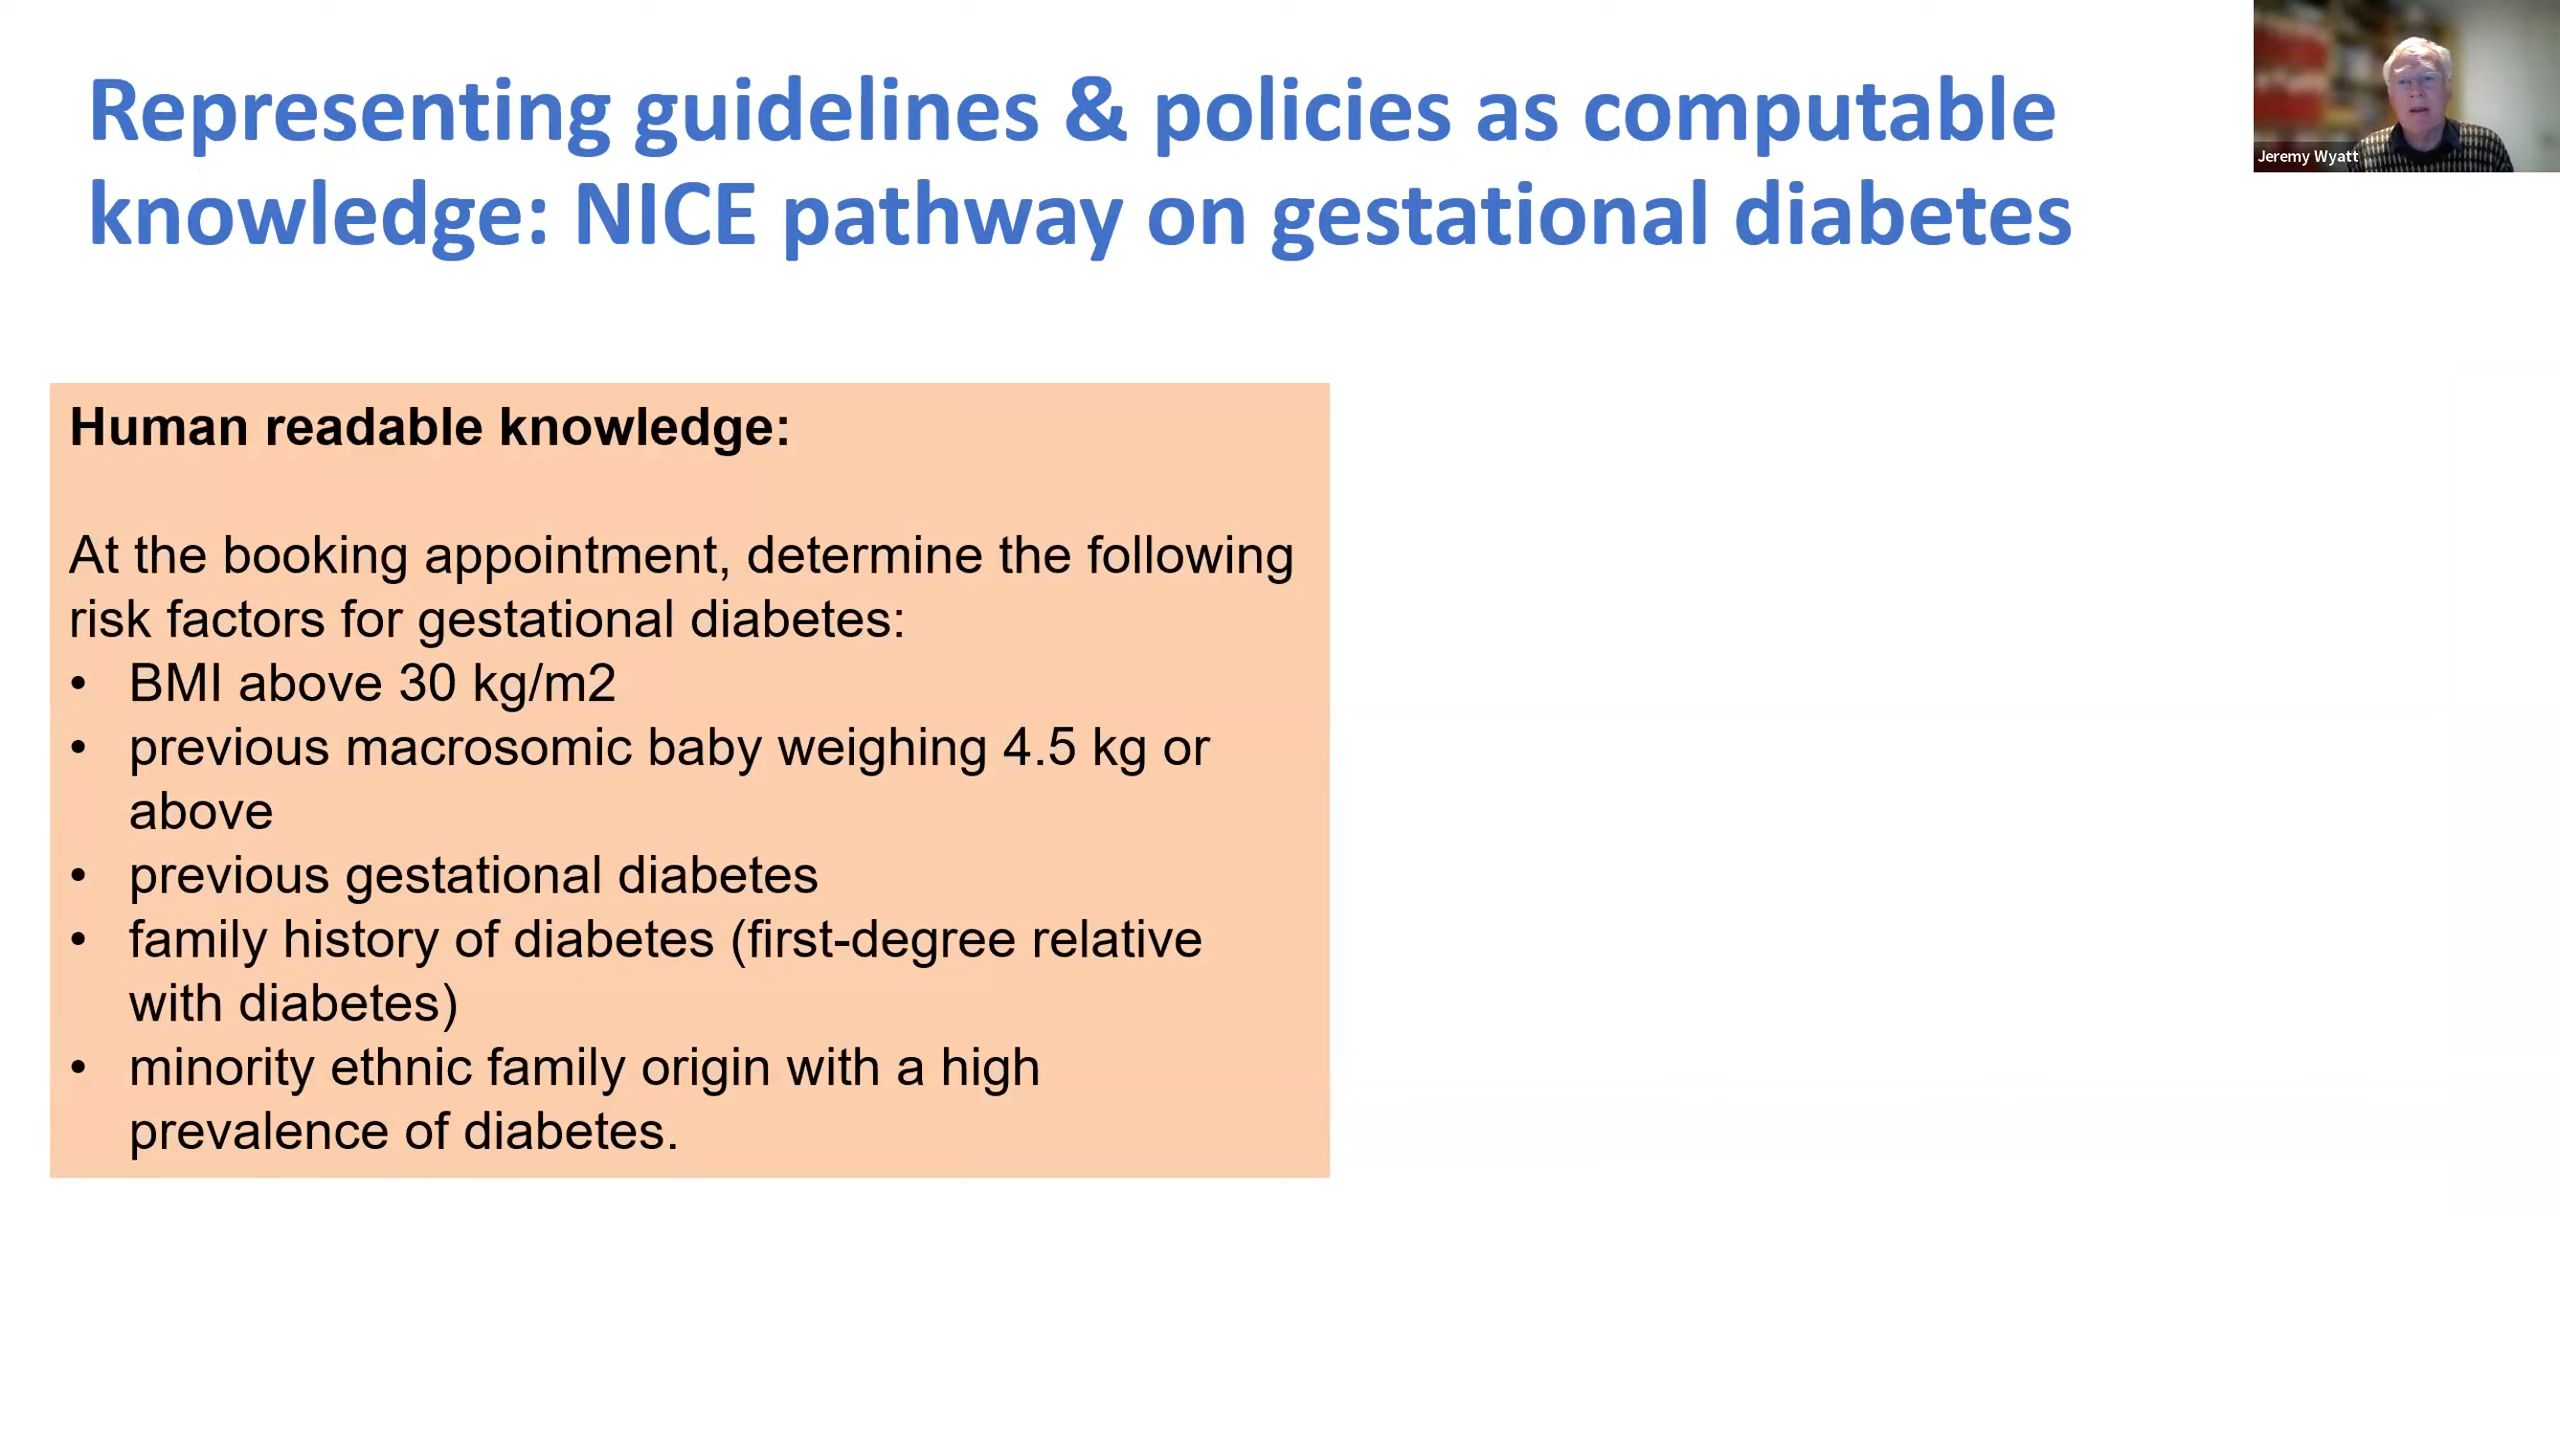 Representing guidelines & policies as computable
knowledge: NICE pathway on gestational diabetes
Jeremy Wyatt
Human readable knowledge:
At the booking appointment, determine the following
risk factors for gestational diabetes:
• BMI above 30 kg/m2
• previous macrosomic baby weighing 4.5 kg or
above
• previous gestational diabetes
• family history of diabetes (first-degree relative
with diabetes)
• minority ethnic family origin with a high
prevalence of diabetes.